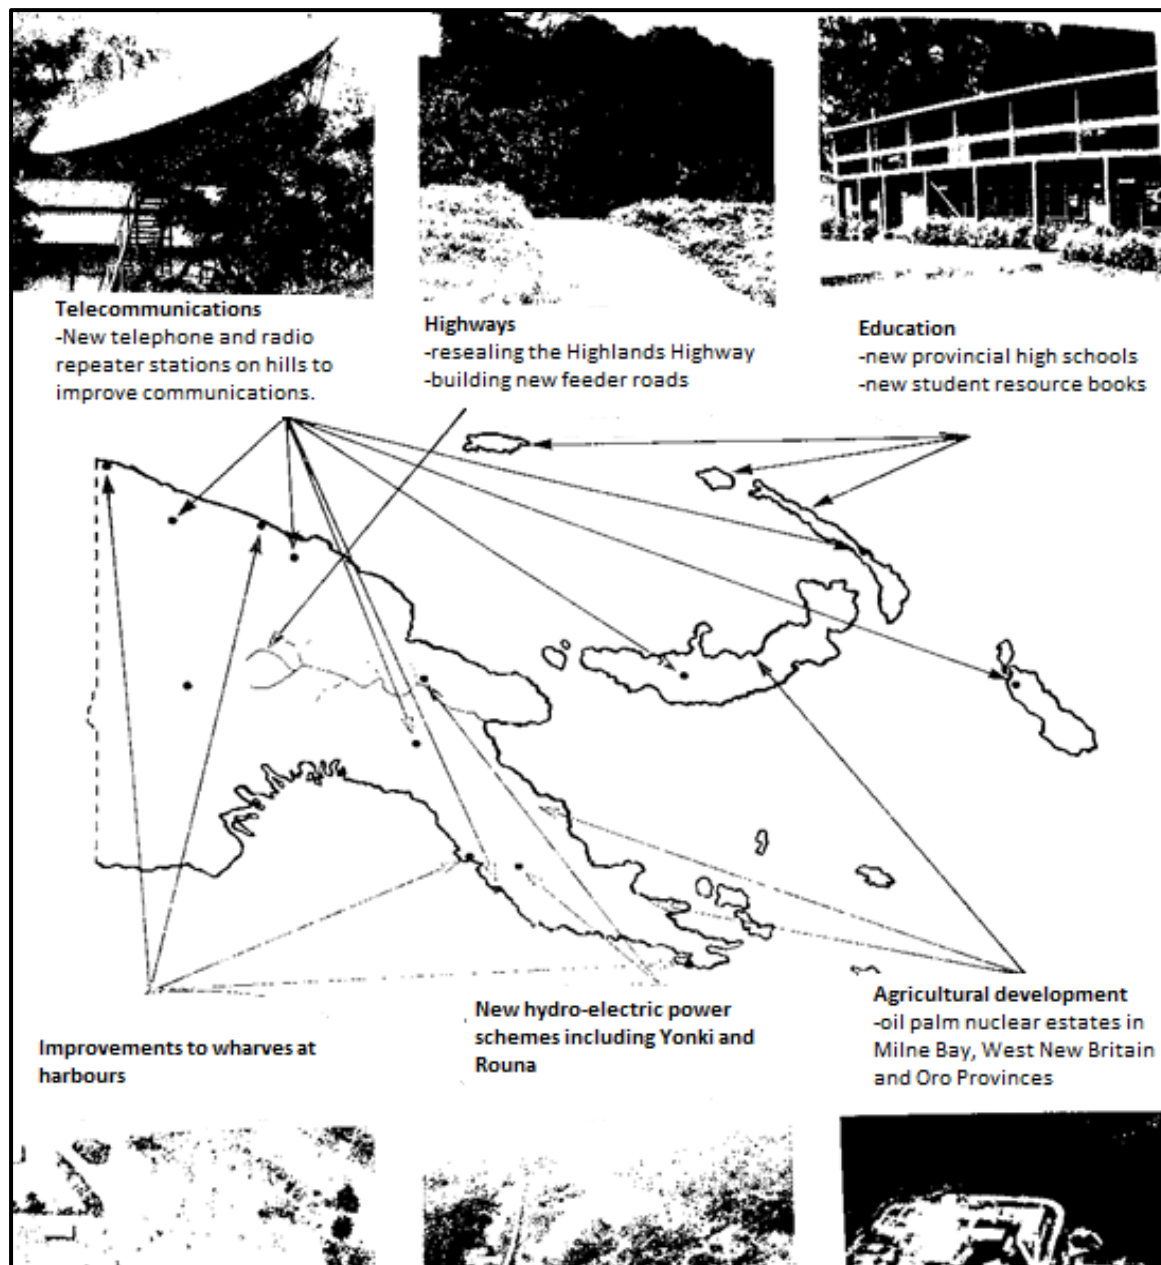 Telecommunications
-New telephone and radio
repeater stations on hills to
improve communications.
Highways
-resealing the Highlands Highway
-building new feeder roads
Education
-new provincial high schools
-new student resource books
Improvements to wharves at
harbours
New hydro-electric power
schemes including Yonki and
Rouna
Agricultural development
-oil palm nuclear estates in
Milne Bay, West New Britain
and Oro Provinces